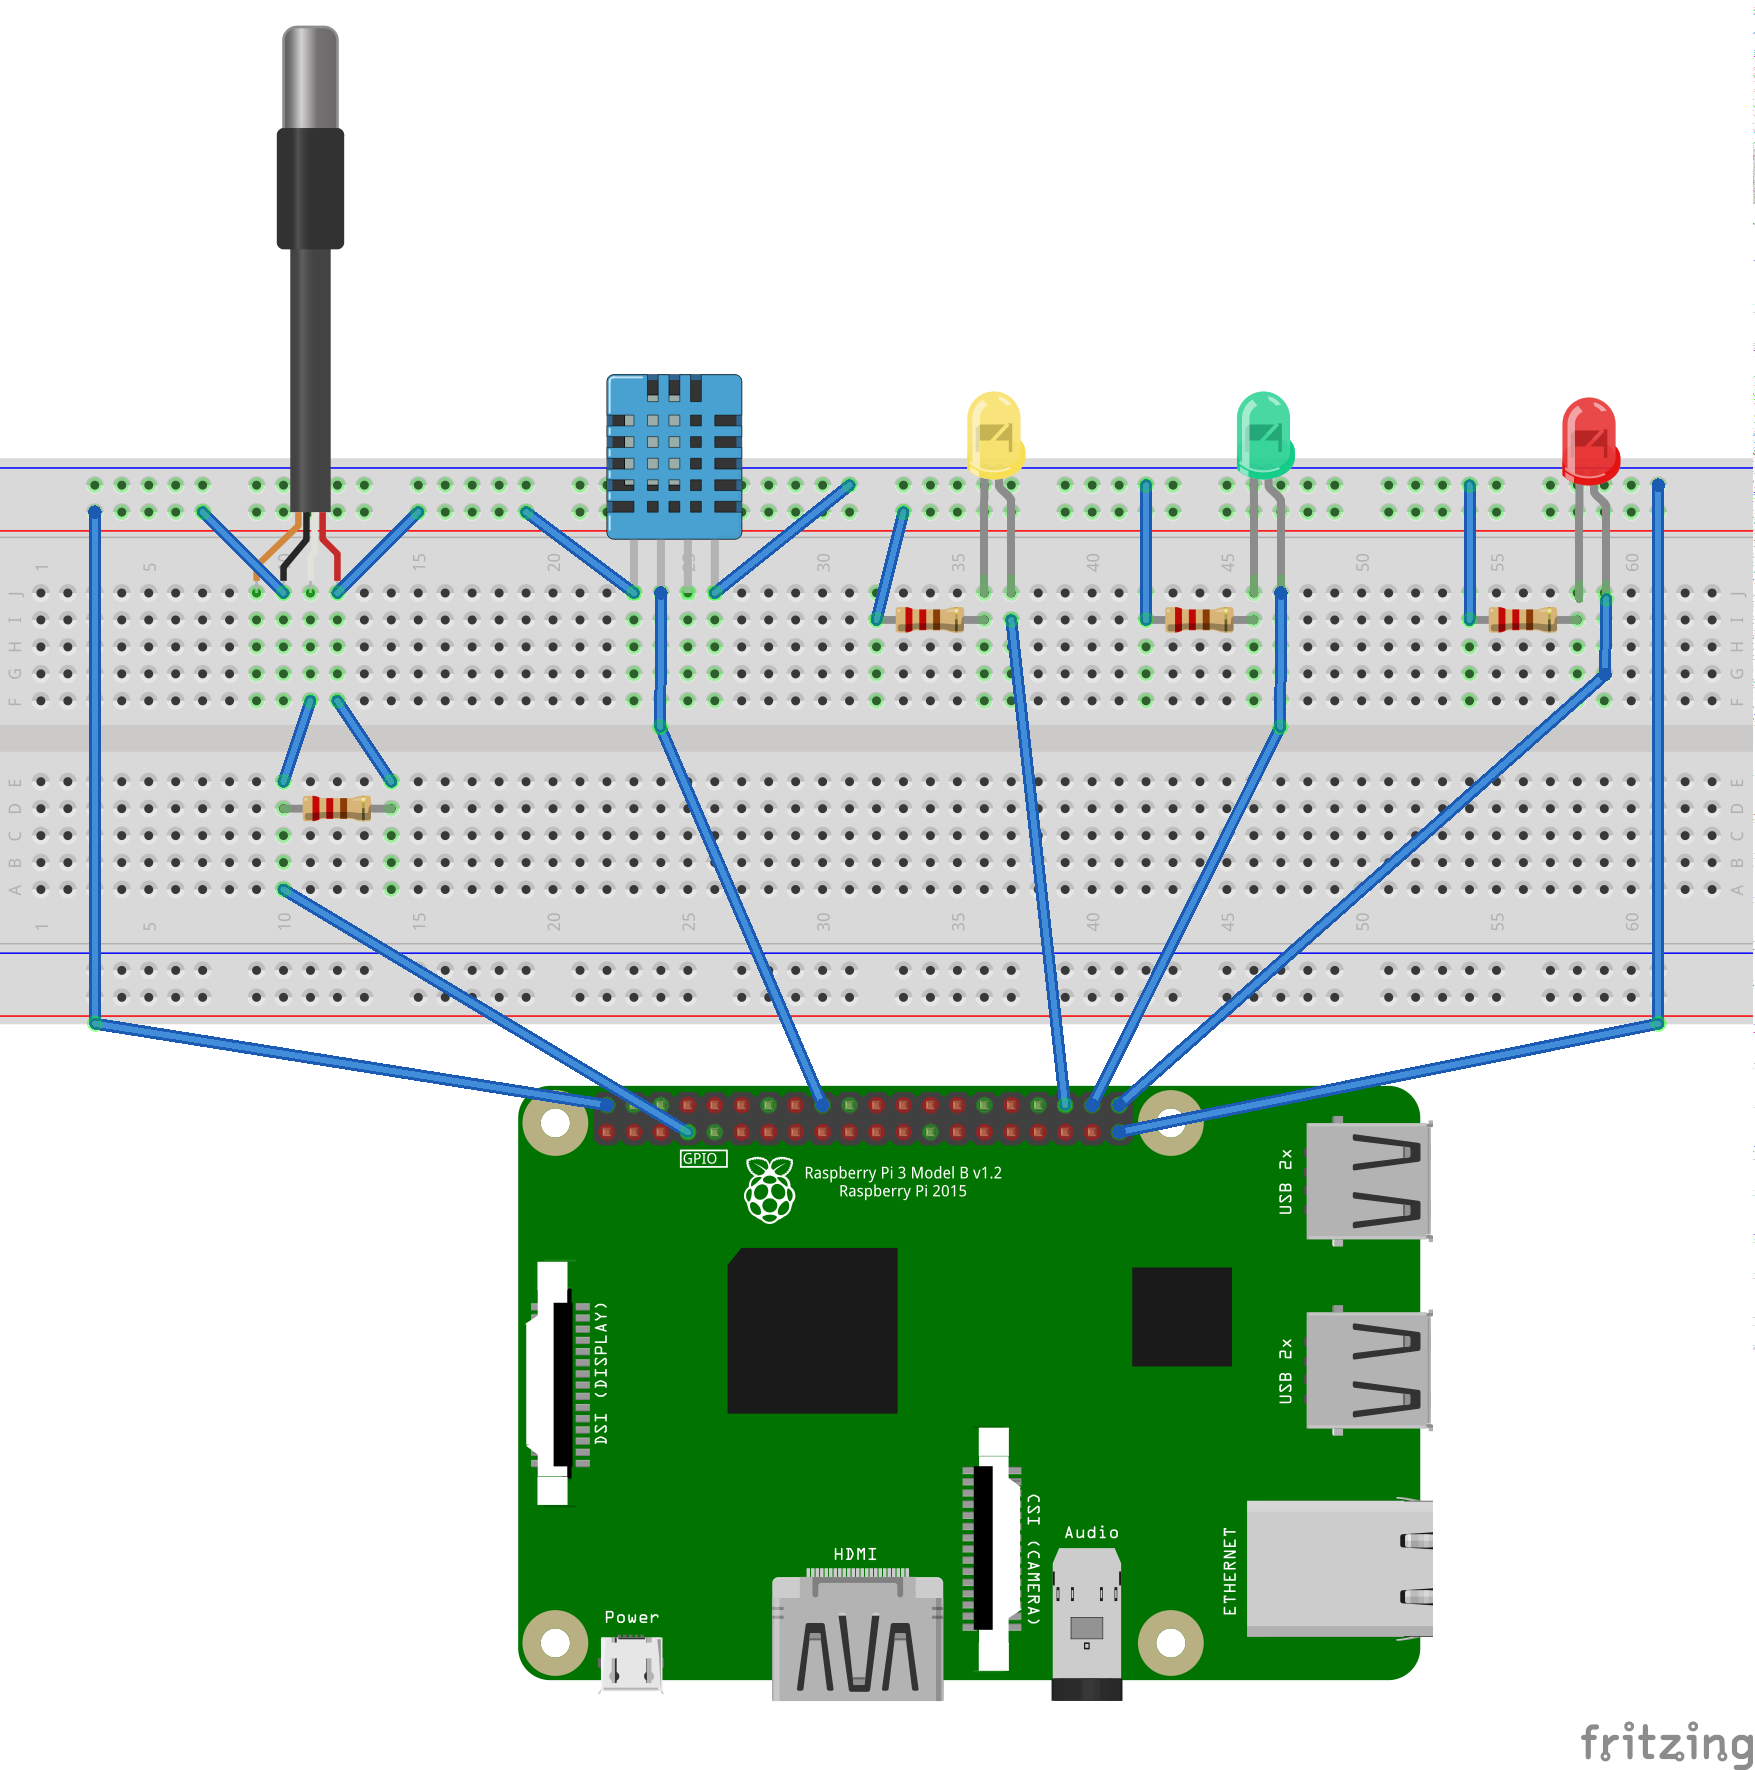 1 5 10 15 20 25 30 35 40 45 50 55 60
J J
I I
H H
G G
F F
E E
D D
C C
B B
A A
1 5 10 15 20 25 30 35 40 45 50 55 60
GPIO
Raspberry Pi 3 Model B v1.2
Raspberry Pi 2015
USB 2x
USB 2x
DSI (DISPLAY)
CSI (CAMERA)
Audio
HDMI
ETHERNET
Power
fritzing